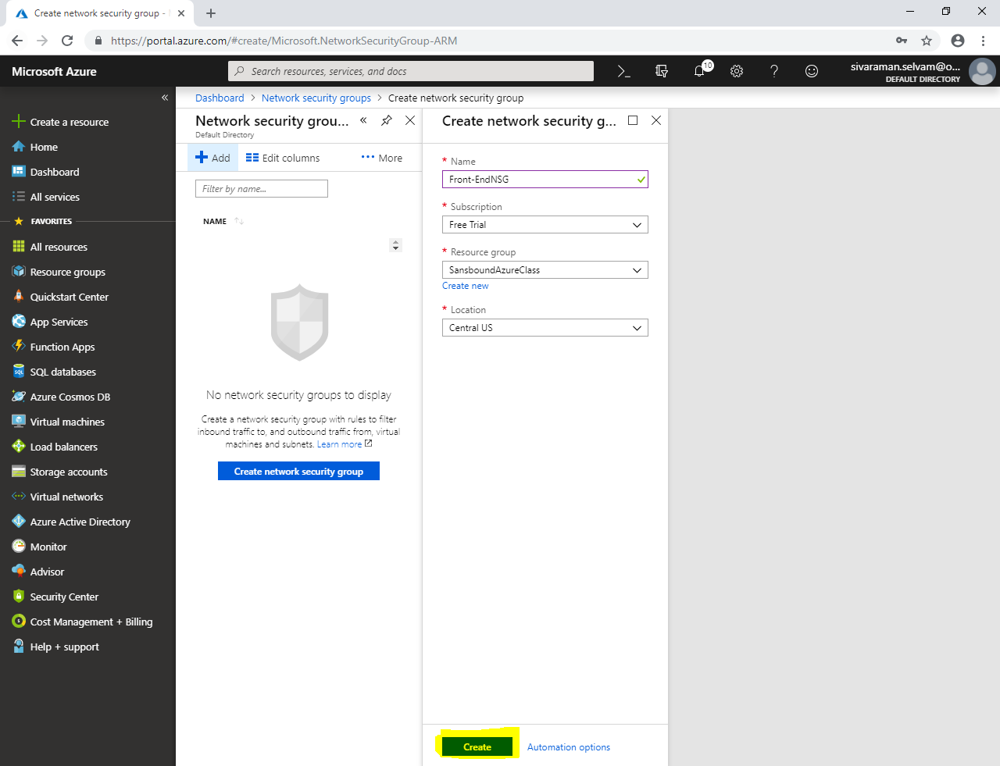 Create network security group -
https://portal.azure.com/#create/Microsoft.NetworkSecurityGroup-ARM
Microsoft Azure
Search resources, services, and docs
10
sivaraman.selvam@o...
DEFAULT DIRECTORY
Create a resource
Home
Dashboard
All services
FAVORITES
All resources
Resource groups
Quickstart Center
App Services
Function Apps
SQL databases
Azure Cosmos DB
Virtual machines
Load balancers
Storage accounts
Virtual networks
Azure Active Directory
Monitor
Advisor
Security Center
Cost Management + Billing
Help + support
Dashboard > Network security groups > Create network security group
Network security grou...
Default Directory
Add
Edit columns
More
Filter by name...
NAME
No network security groups to display
Create a network security group with rules to filter
inbound traffic to, and outbound traffic from, virtual
machines and subnets. Learn more
Create network security group
Create network security g...
* Name
Front-EndNSG
* Subscription
Free Trial
* Resource group
SansboundAzureClass
Create new
* Location
Central US
Create
Automation options